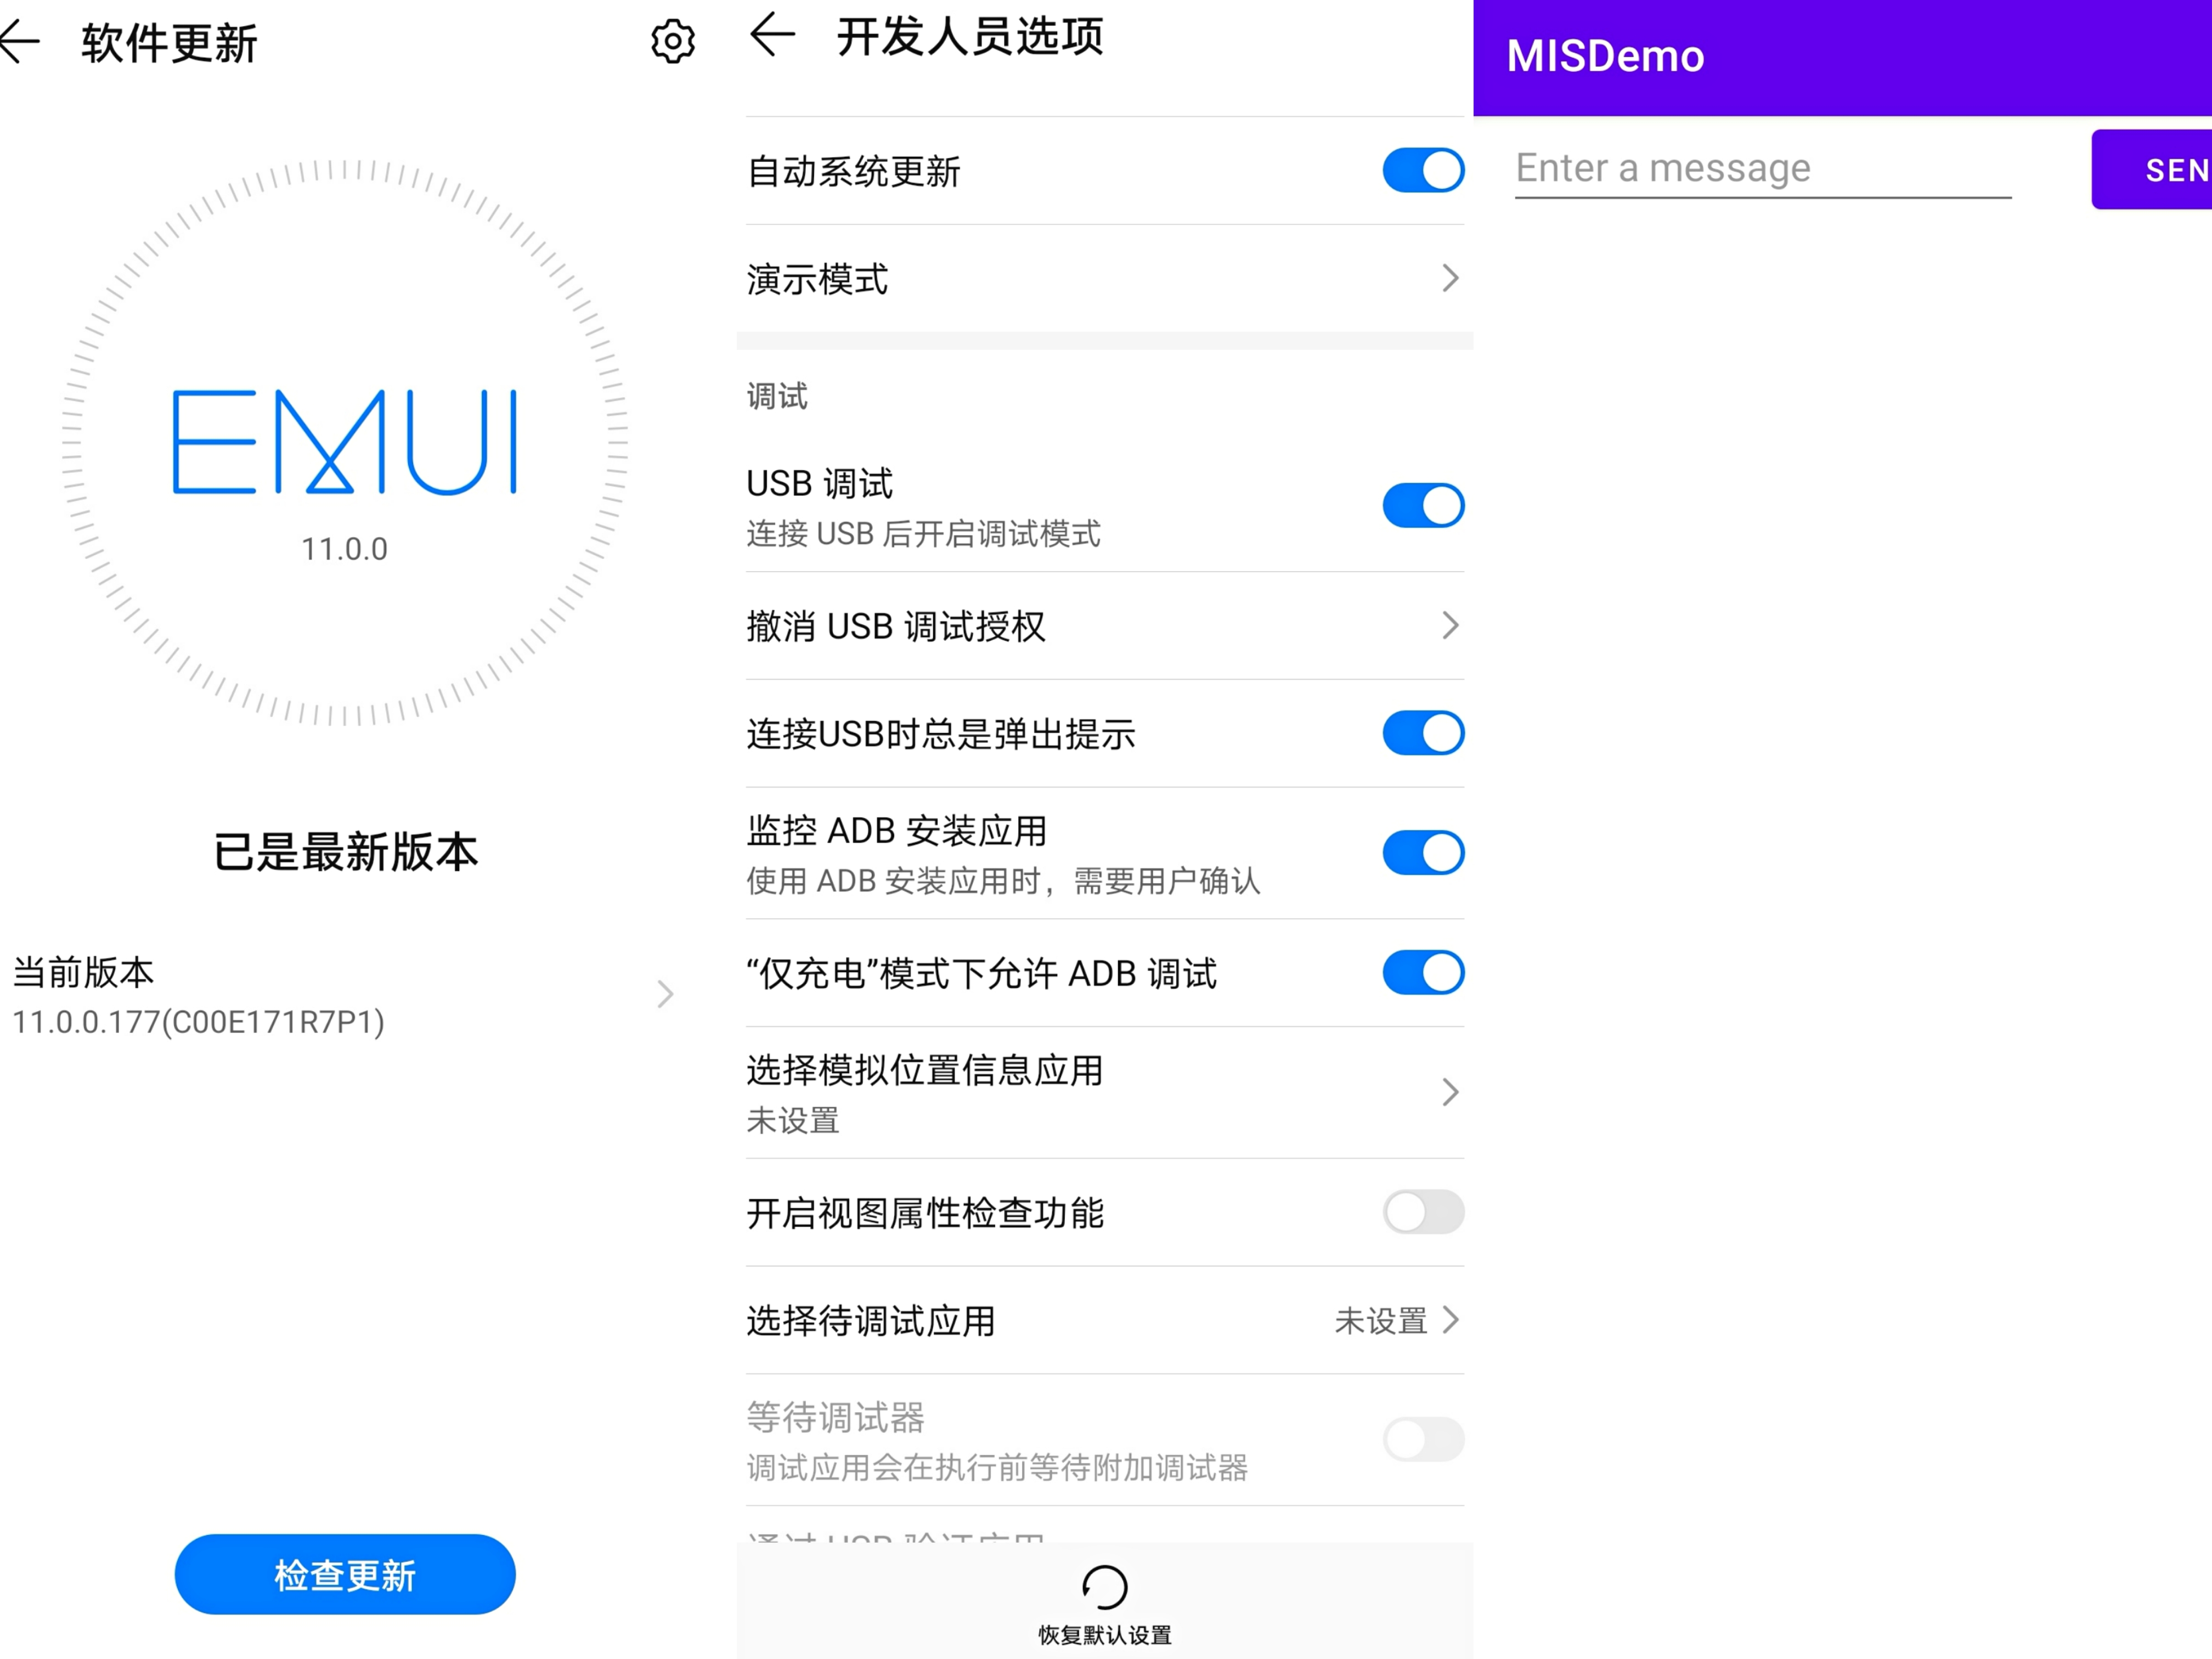 软件更新
EMUI
11.0.0
已是最新版本
当前版本
11.0.0.177(C00E171R7P1)
检查更新
开发人员选项
自动系统更新
演示模式
调试
USB 调试
连接 USB 后开启调试模式
撤消 USB 调试授权
连接USB时总是弹出提示
监控 ADB 安装应用
使用 ADB 安装应用时，需要用户确认
“仅充电”模式下允许 ADB 调试
选择模拟位置信息应用
未设置
开启视图属性检查功能
选择待调试应用 未设置
等待调试器
调试应用会在执行前等待附加调试器
通过 USB 验证应用
恢复默认设置
MISDemo
Enter a message
SEN